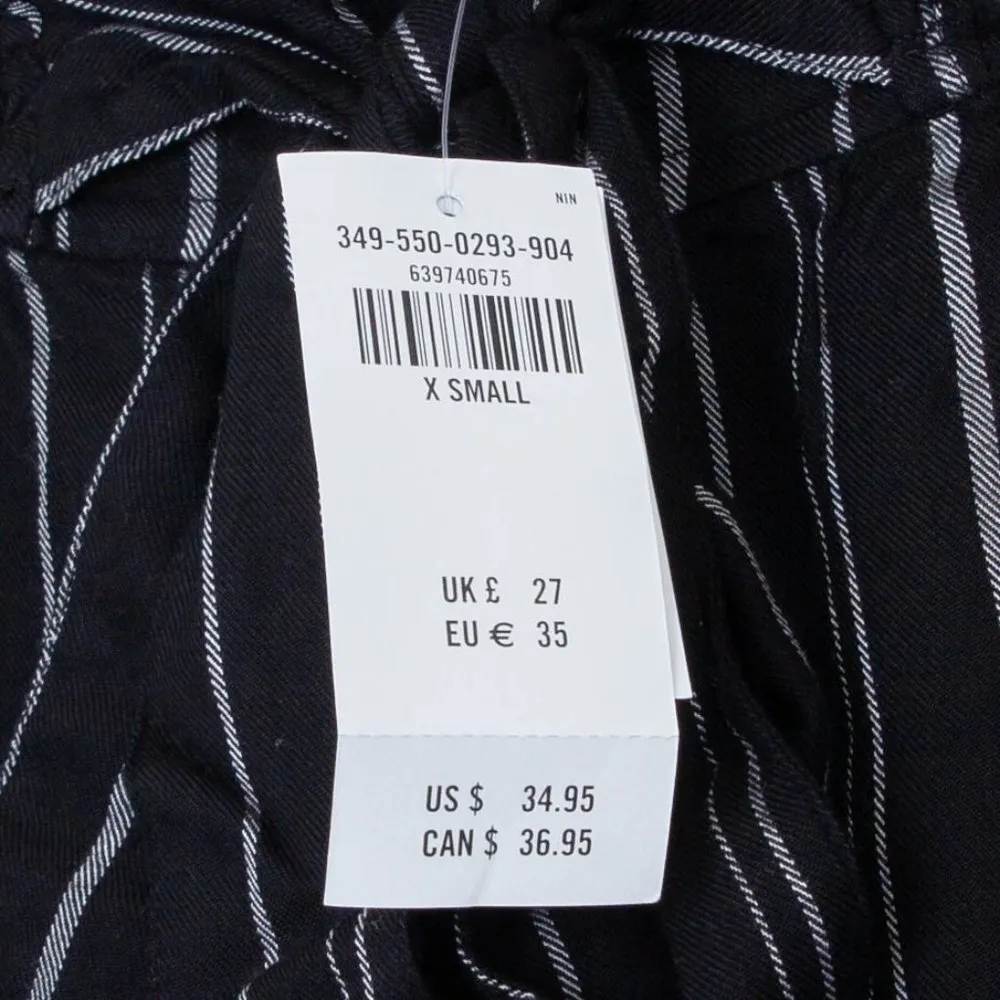 NIN
349-550-0293-904
639740675
X SMALL
UK £ 27
EU € 35
US $ 34.95
CAN $ 36.95